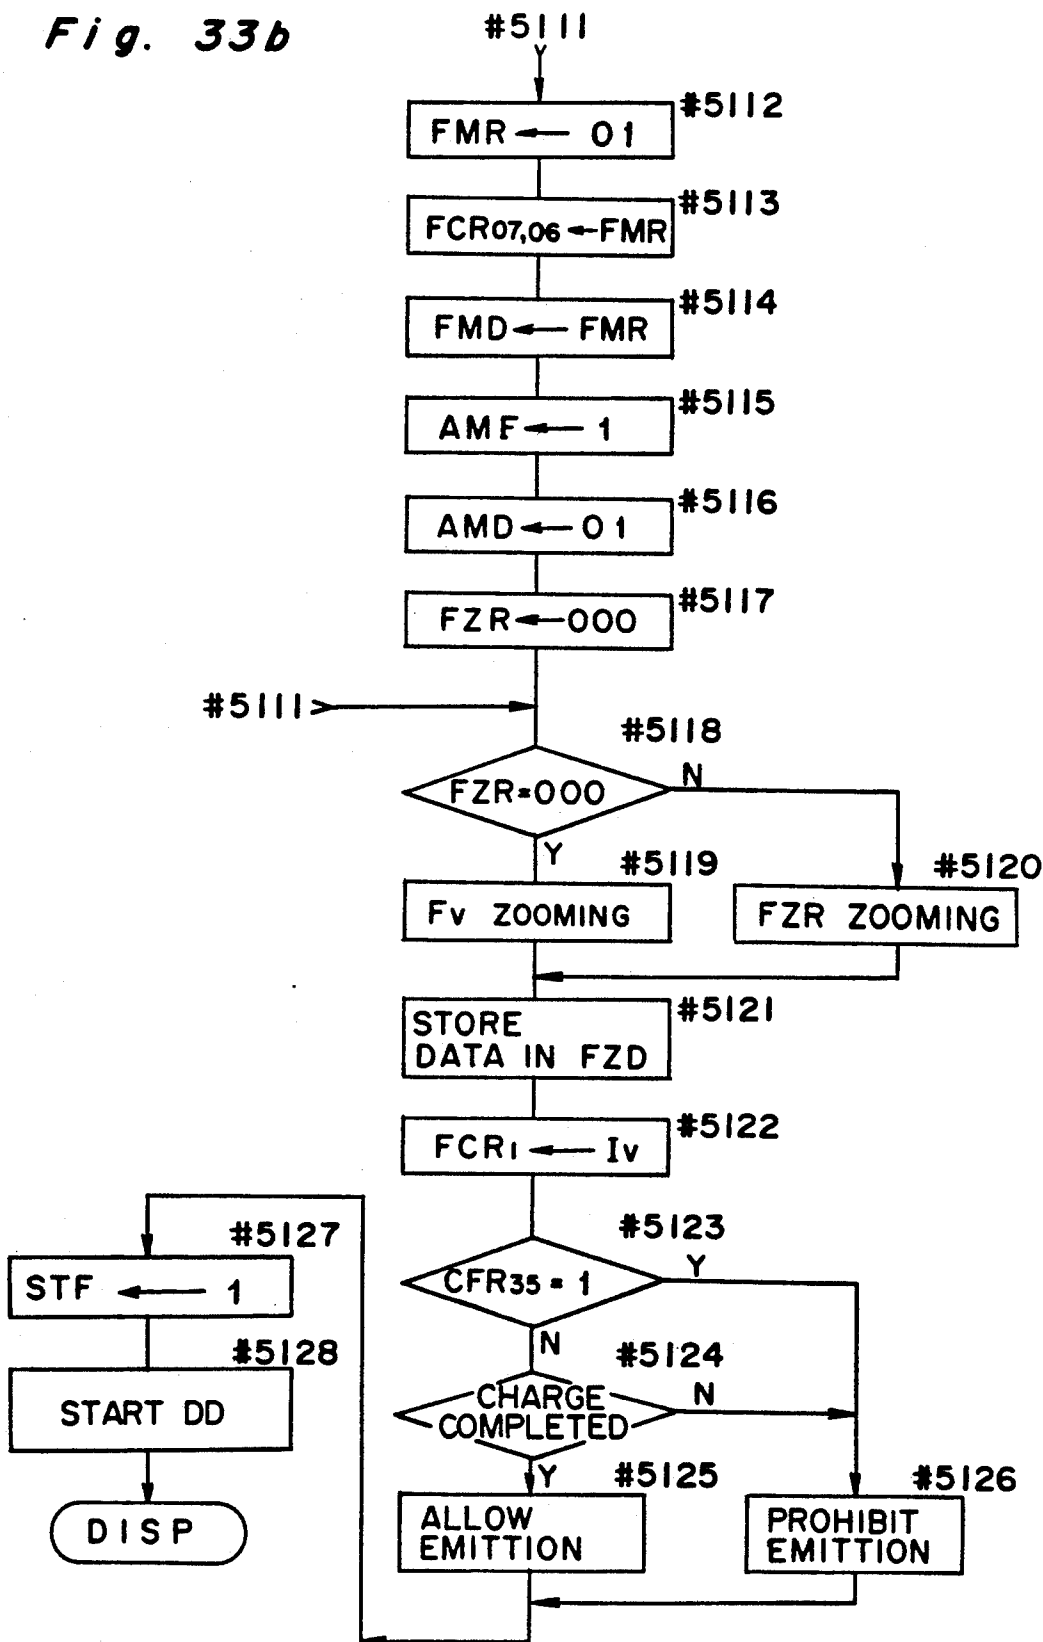 Fig. 33b
#5111
Y
#5112
FMR ← 01
#5113
FCR07,06 ← FMR
#5114
FMD ← FMR
#5115
AMF ← 1
#5116
AMD ← 01
#5117
FZR ← 000
#5111
#5118
FZR=000
N
Y
#5119
Fv ZOOMING
#5120
FZR ZOOMING
#5121
STORE
DATA IN FZD
#5122
FCR1 ← Iv
#5123
CFR35 = 1
Y
N
#5124
CHARGE
COMPLETED
N
Y
#5125
ALLOW
EMITTION
#5126
PROHIBIT
EMITTION
#5127
STF ← 1
#5128
START DD
DISP